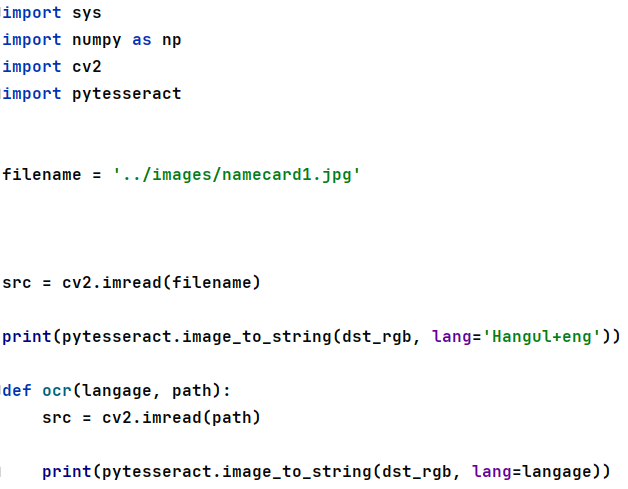 import sys
import numpy as np
import cv2
import pytesseract
filename = '../images/namecard1.jpg'
src = cv2.imread(filename)
print(pytesseract.image_to_string(dst_rgb, lang='Hangul+eng'))
def ocr(langage, path):
    src = cv2.imread(path)
    print(pytesseract.image_to_string(dst_rgb, lang=langage))